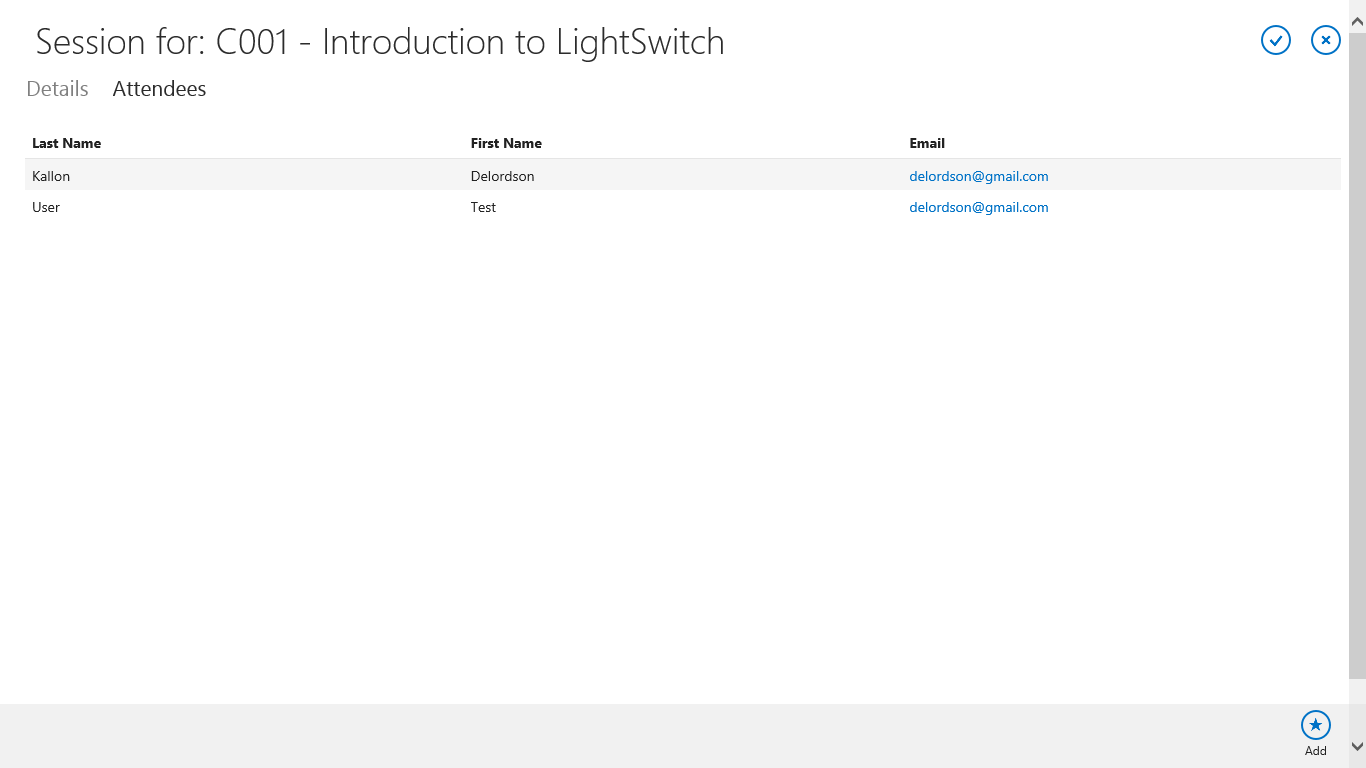 Session for: C001 - Introduction to LightSwitch
Details Attendees
Last Name First Name Email
Kallon Delordson delordson@gmail.com
User Test delordson@gmail.com
Add